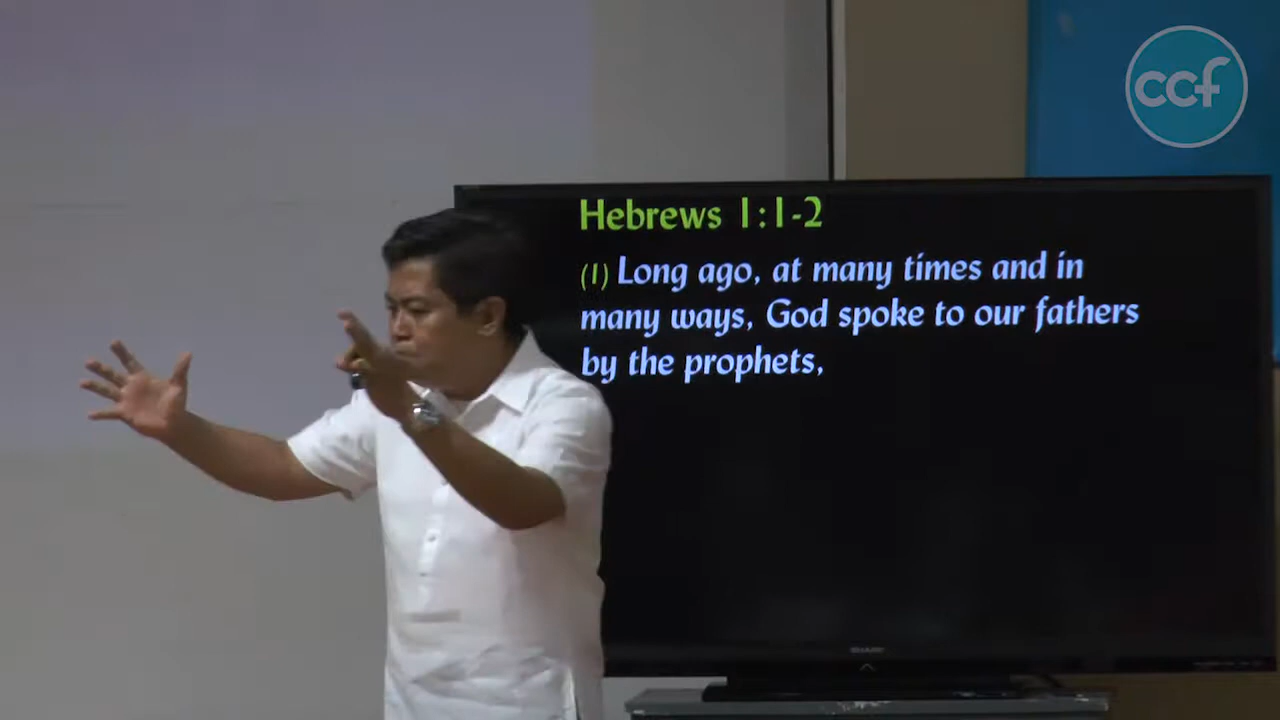 ccf
Hebrews 1:1-2
(1) Long ago, at many times and in
many ways, God spoke to our fathers
by the prophets,
SHARP